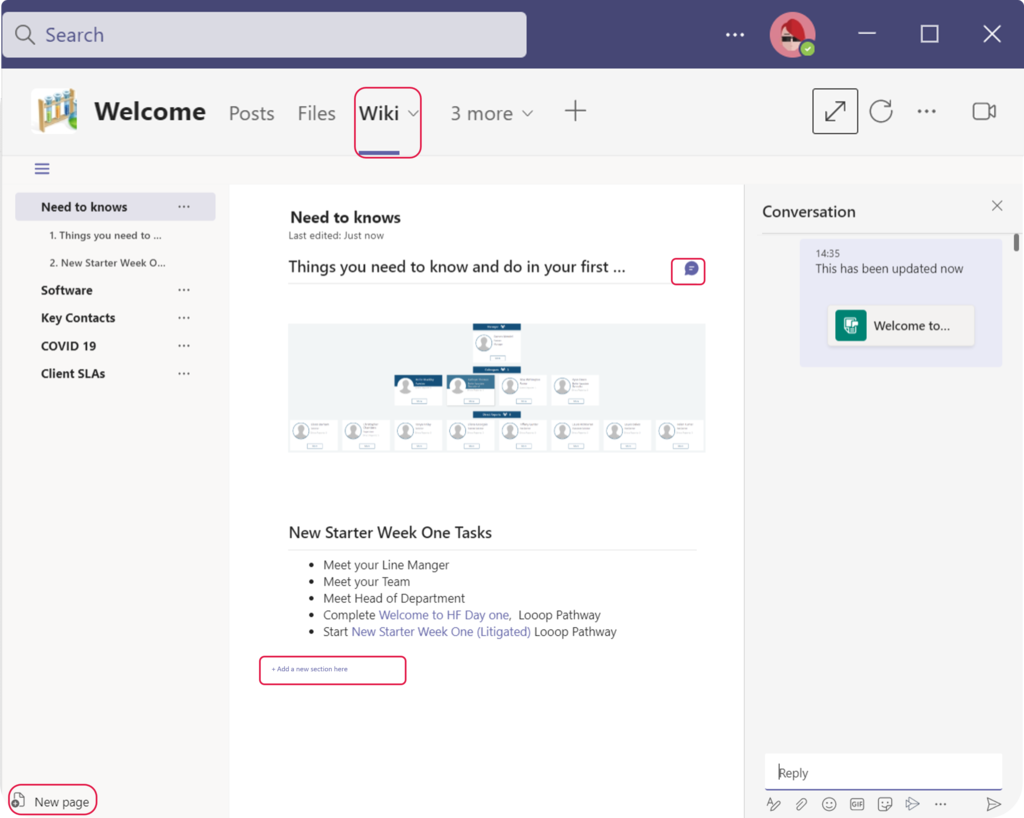 Search
Welcome Posts Files Wiki 3 more
Need to knows
1. Things you need to ...
2. New Starter Week O...
Software
Key Contacts
COVID 19
Client SLAs
New page
Need to knows
Last edited: Just now
Things you need to know and do in your first ...
New Starter Week One Tasks
Meet your Line Manger
Meet your Team
Meet Head of Department
Complete Welcome to HF Day one, Looop Pathway
Start New Starter Week One (Litigated) Looop Pathway
+ Add a new section here
Conversation
14:35
This has been updated now
Welcome to...
Reply
GIF